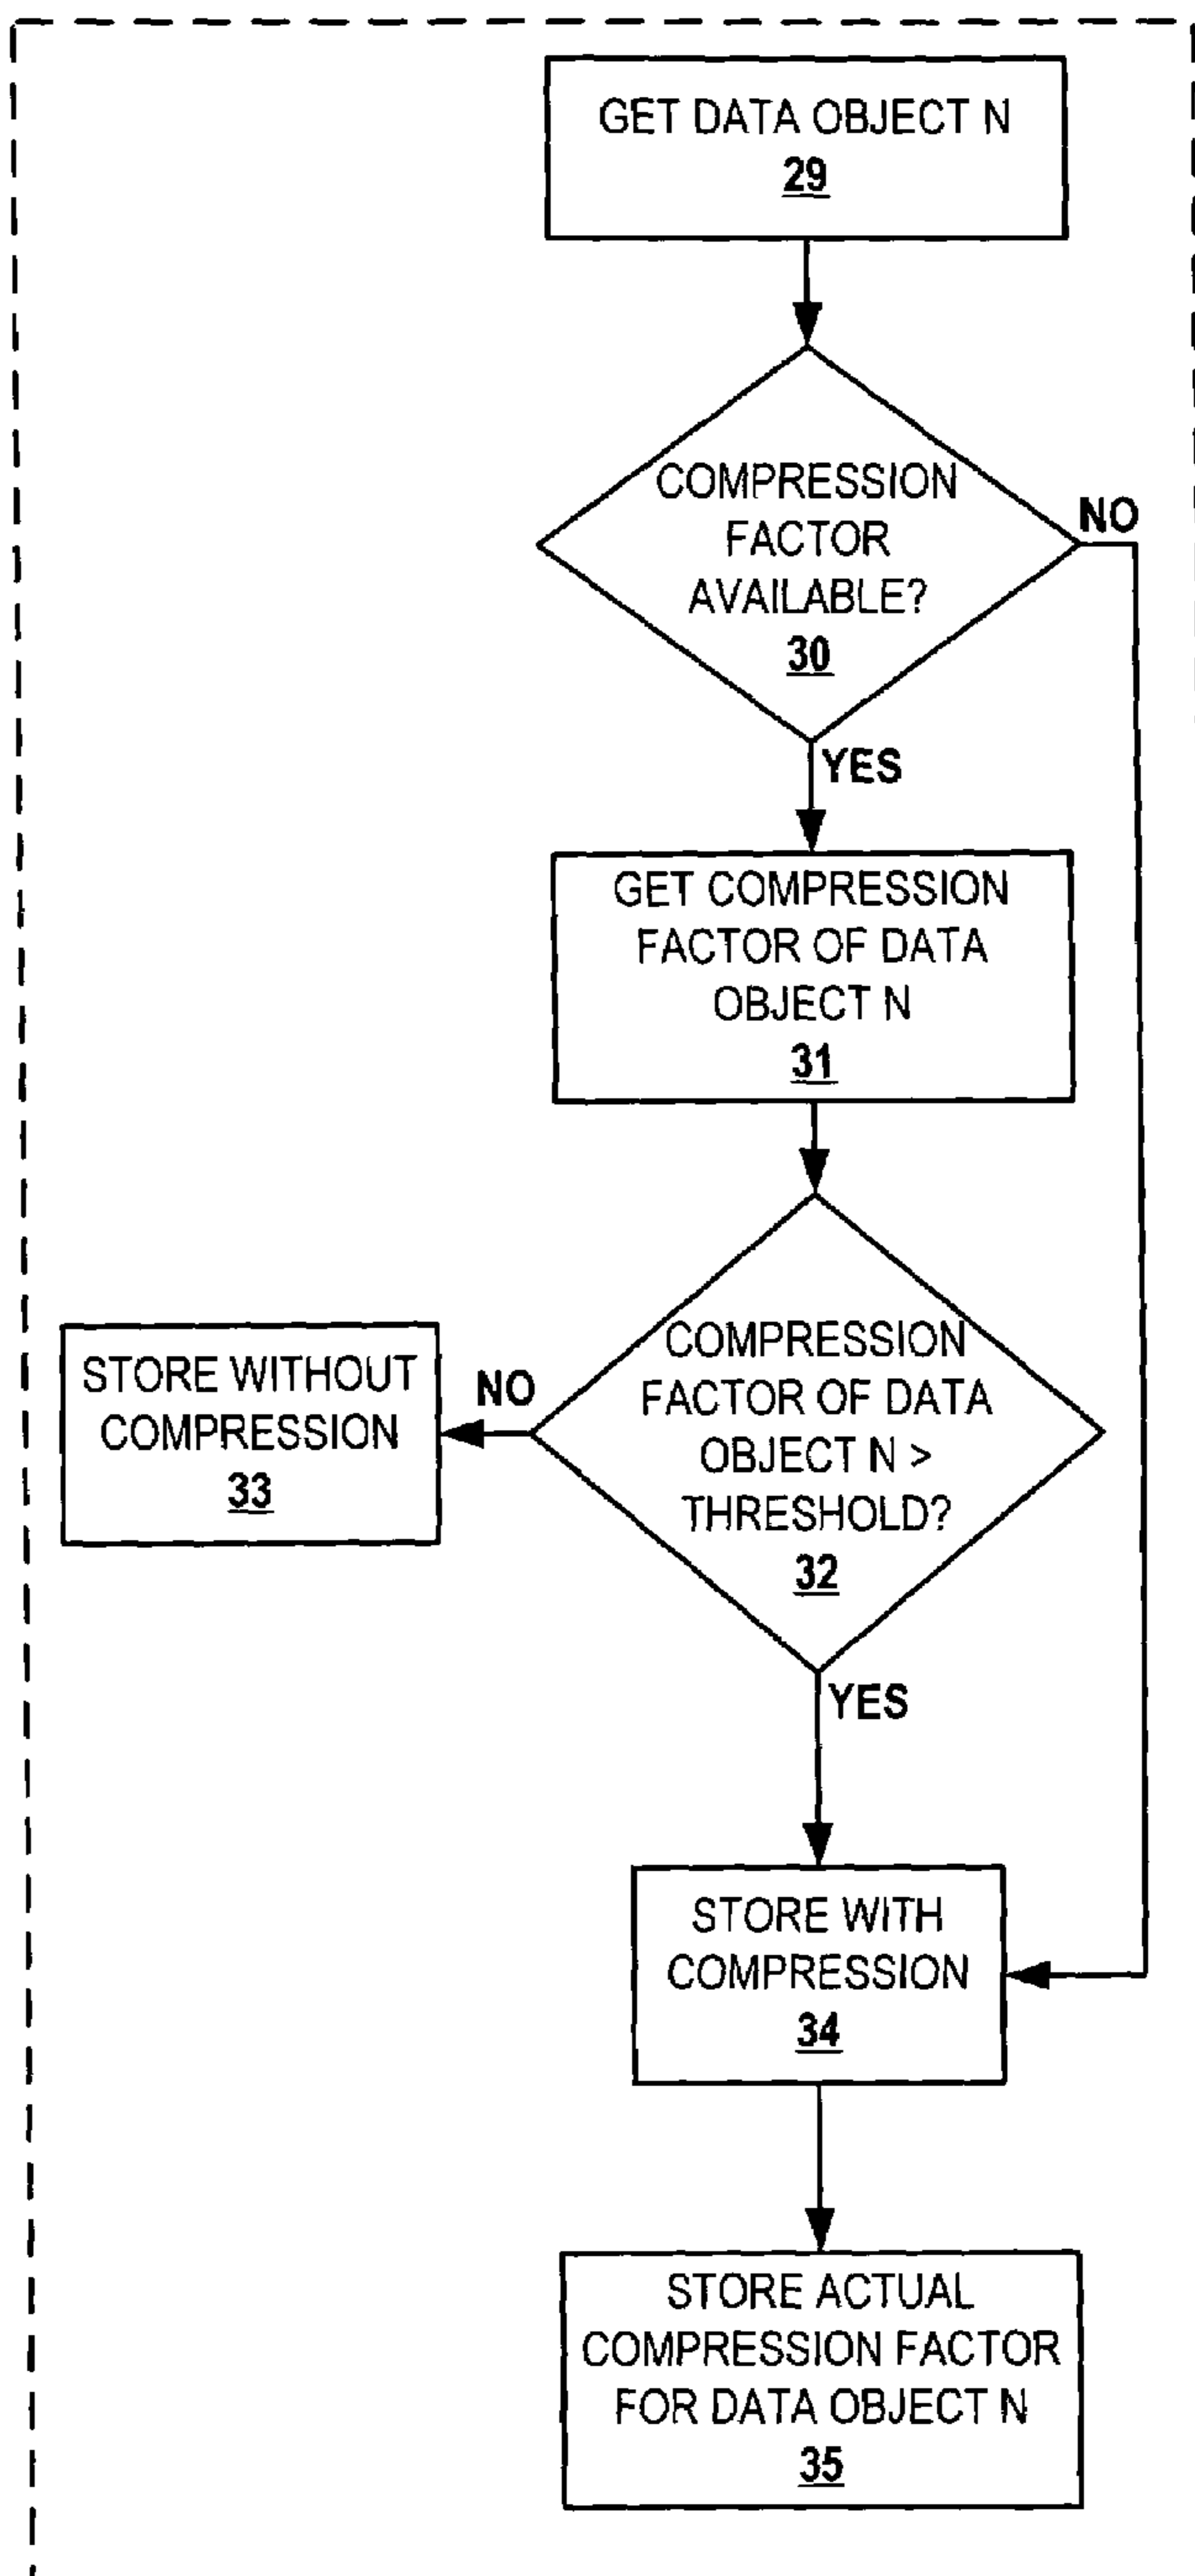 GET DATA OBJECT N
29
COMPRESSION
FACTOR
AVAILABLE?
30
NO
YES
GET COMPRESSION
FACTOR OF DATA
OBJECT N
31
COMPRESSION
FACTOR OF DATA
OBJECT N >
THRESHOLD?
32
NO
STORE WITHOUT
COMPRESSION
33
YES
STORE WITH
COMPRESSION
34
STORE ACTUAL
COMPRESSION FACTOR
FOR DATA OBJECT N
35